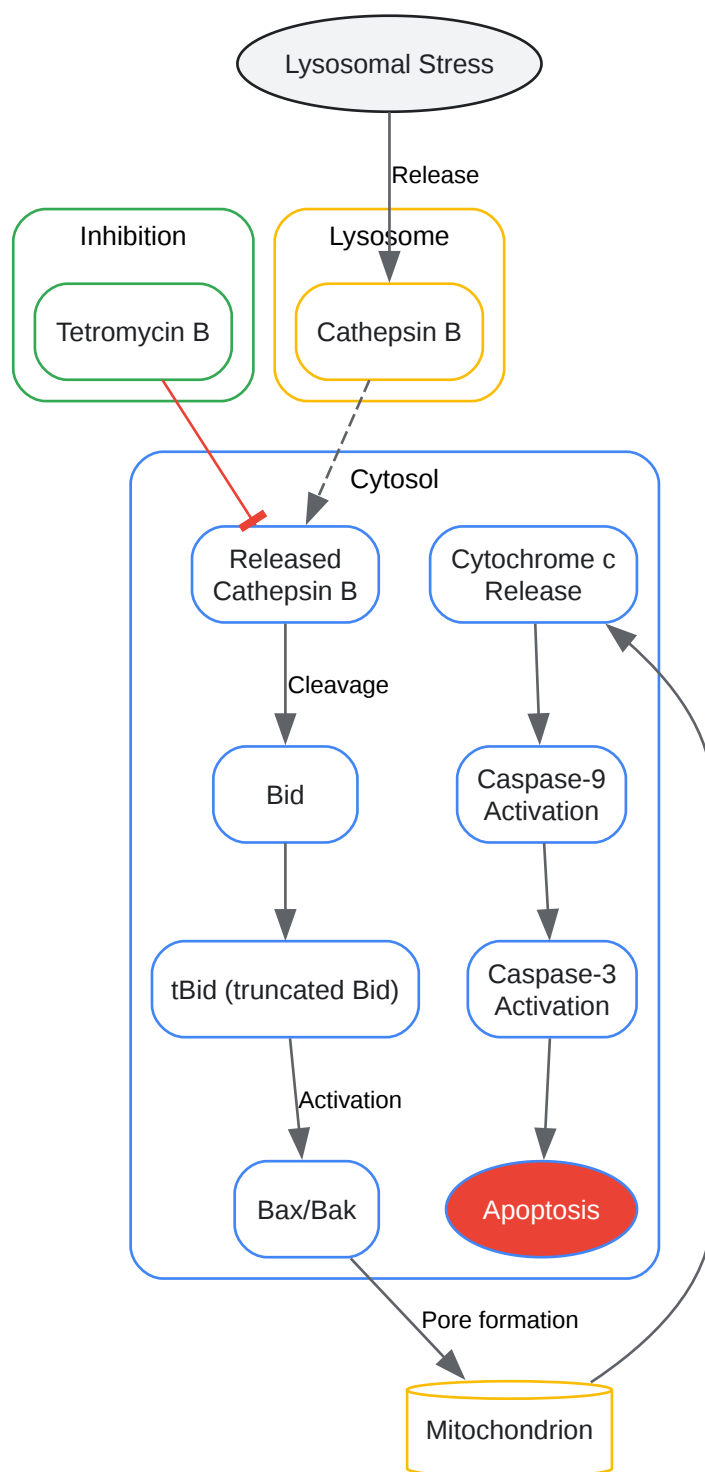 Lysosomal Stress
Release
Inhibition
Lysosome
Tetromycin B
Cathepsin B
Cytosol
Released
Cathepsin B
Cytochrome c
Release
Cleavage
Bid
Caspase-9
Activation
tBid (truncated Bid)
Caspase-3
Activation
Activation
Bax/Bak
Apoptosis
Pore formation
Mitochondrion